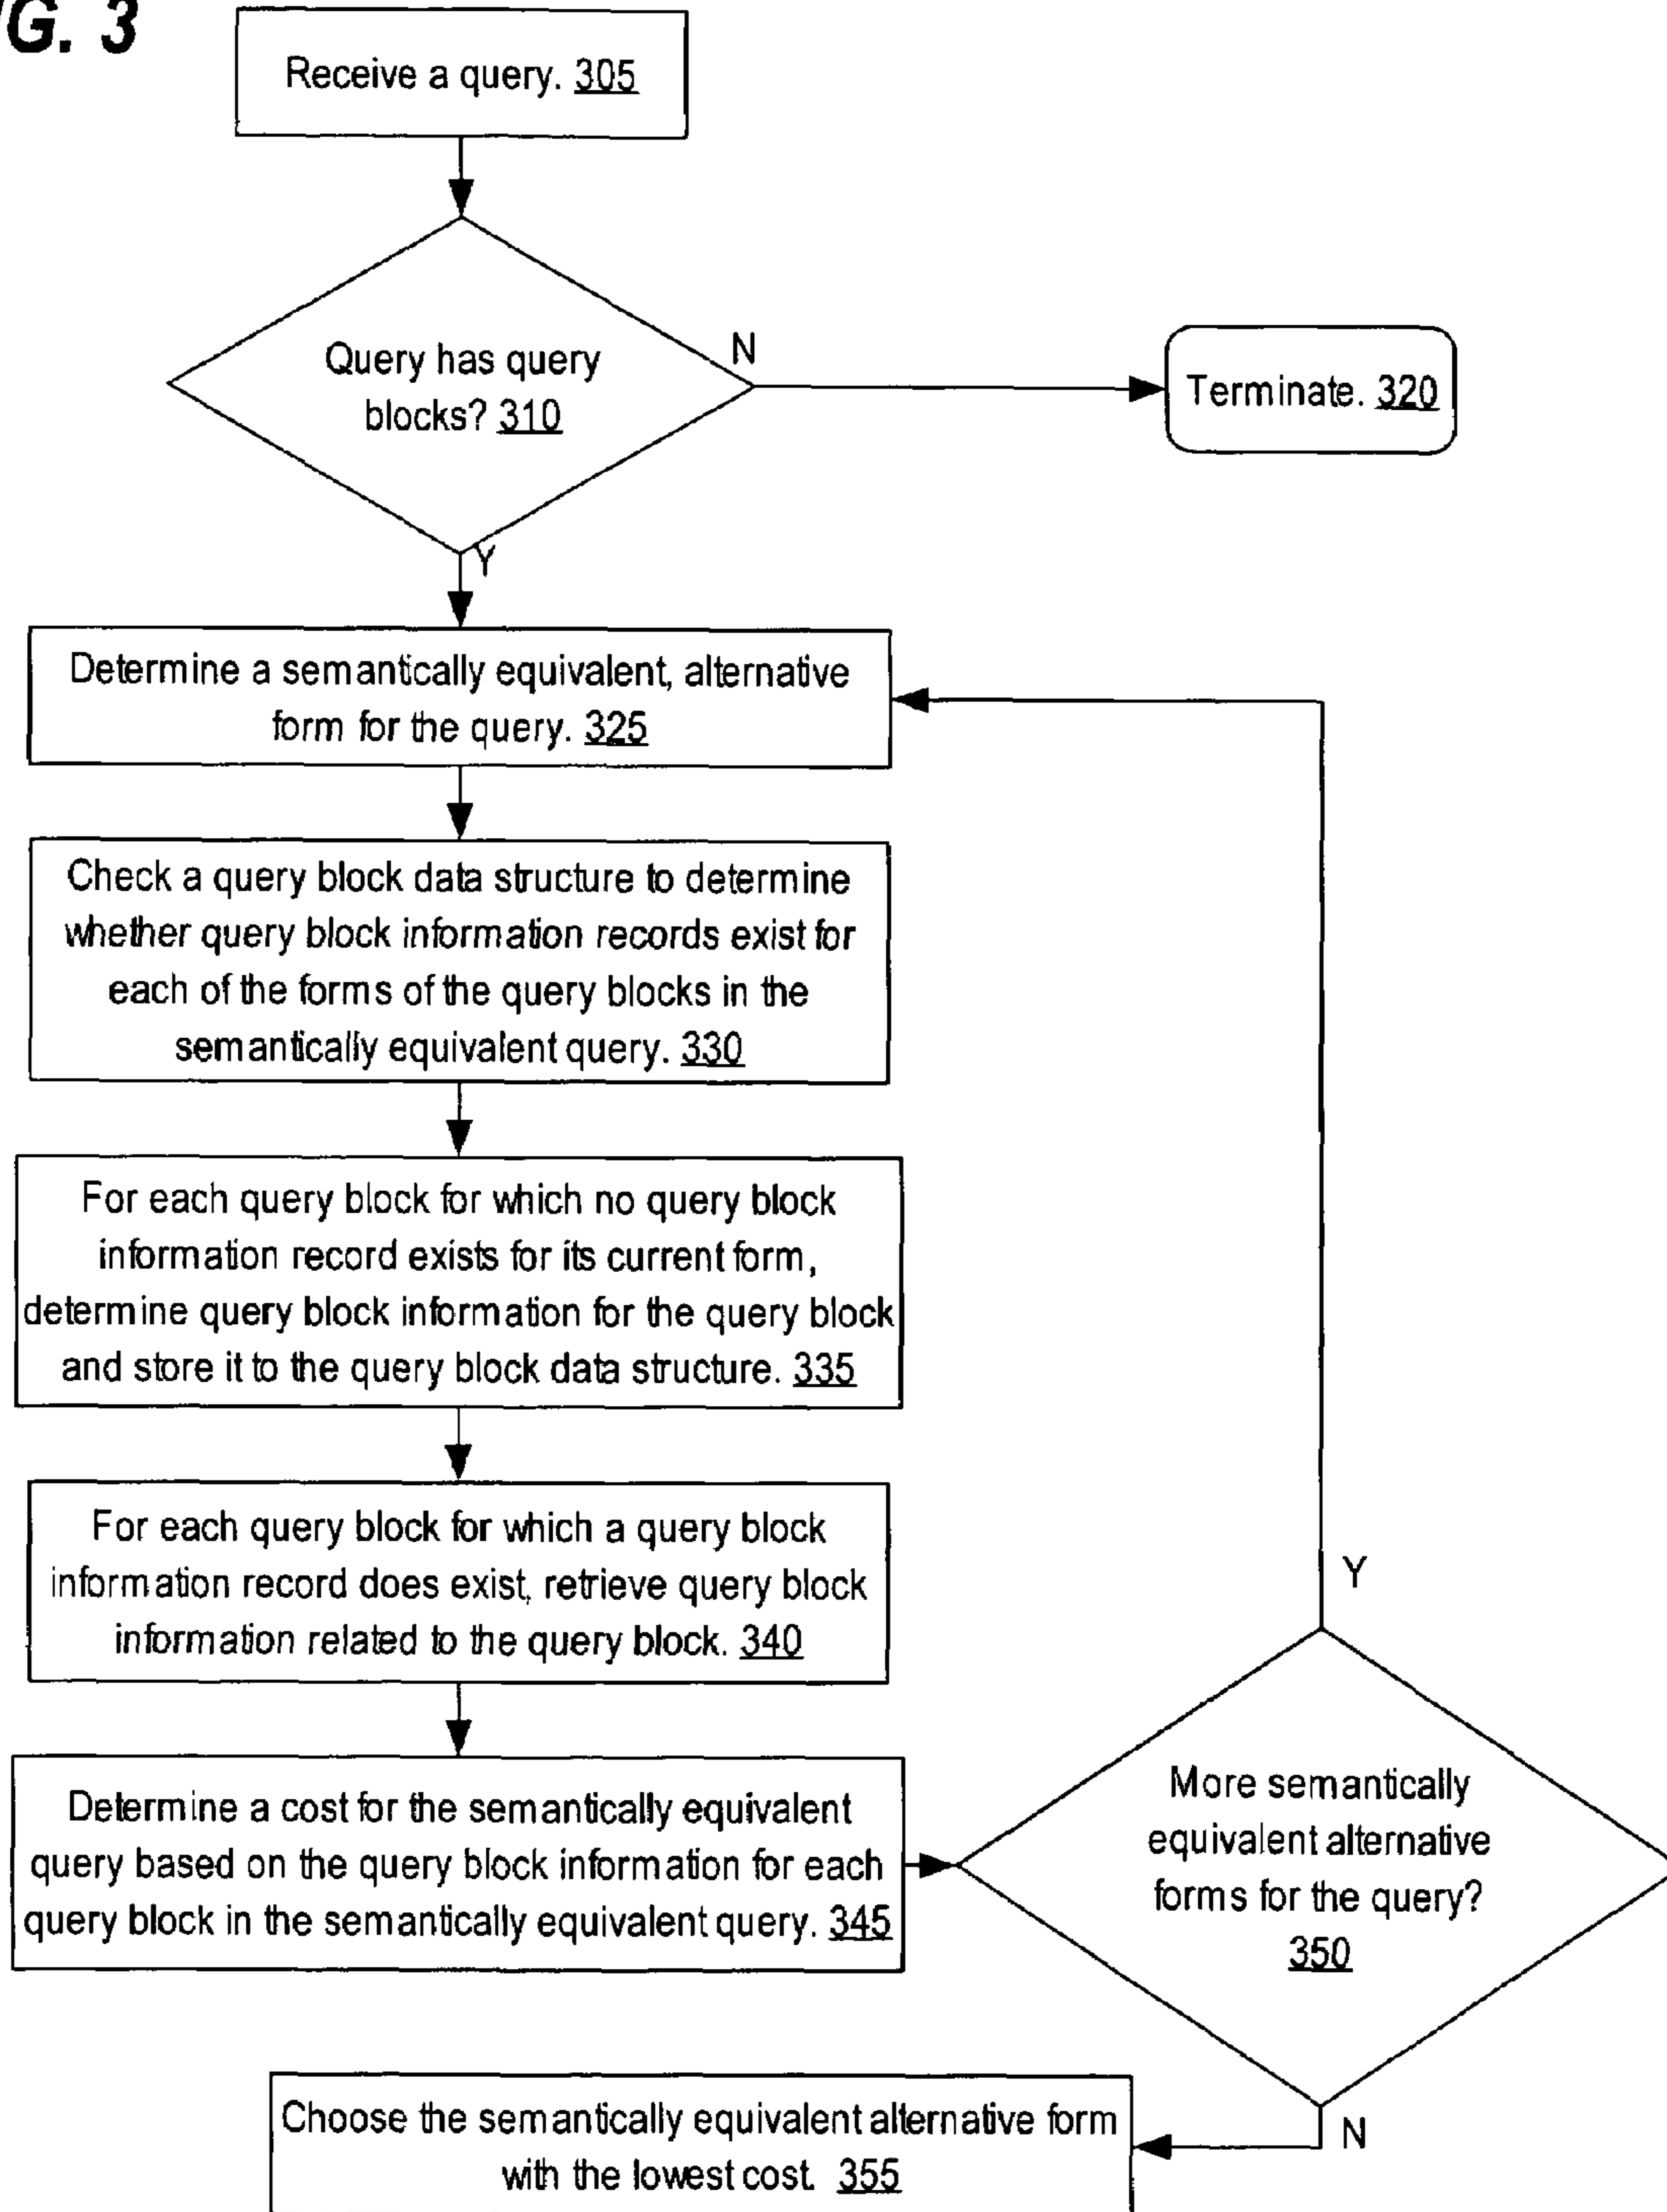 G. 3
Receive a query. 305
Query has query
blocks? 310
N
Terminate. 320
Y
Determine a semantically equivalent, alternative
form for the query. 325
Check a query block data structure to determine
whether query block information records exist for
each of the forms of the query blocks in the
semantically equivalent query. 330
For each query block for which no query block
information record exists for its current form,
determine query block information for the query block
and store it to the query block data structure. 335
For each query block for which a query block
information record does exist, retrieve query block
information related to the query block. 340
Y
Determine a cost for the semantically equivalent
query based on the query block information for each
query block in the semantically equivalent query. 345
More semantically
equivalent alternative
forms for the query?
350
N
Choose the semantically equivalent alternative form
with the lowest cost. 355